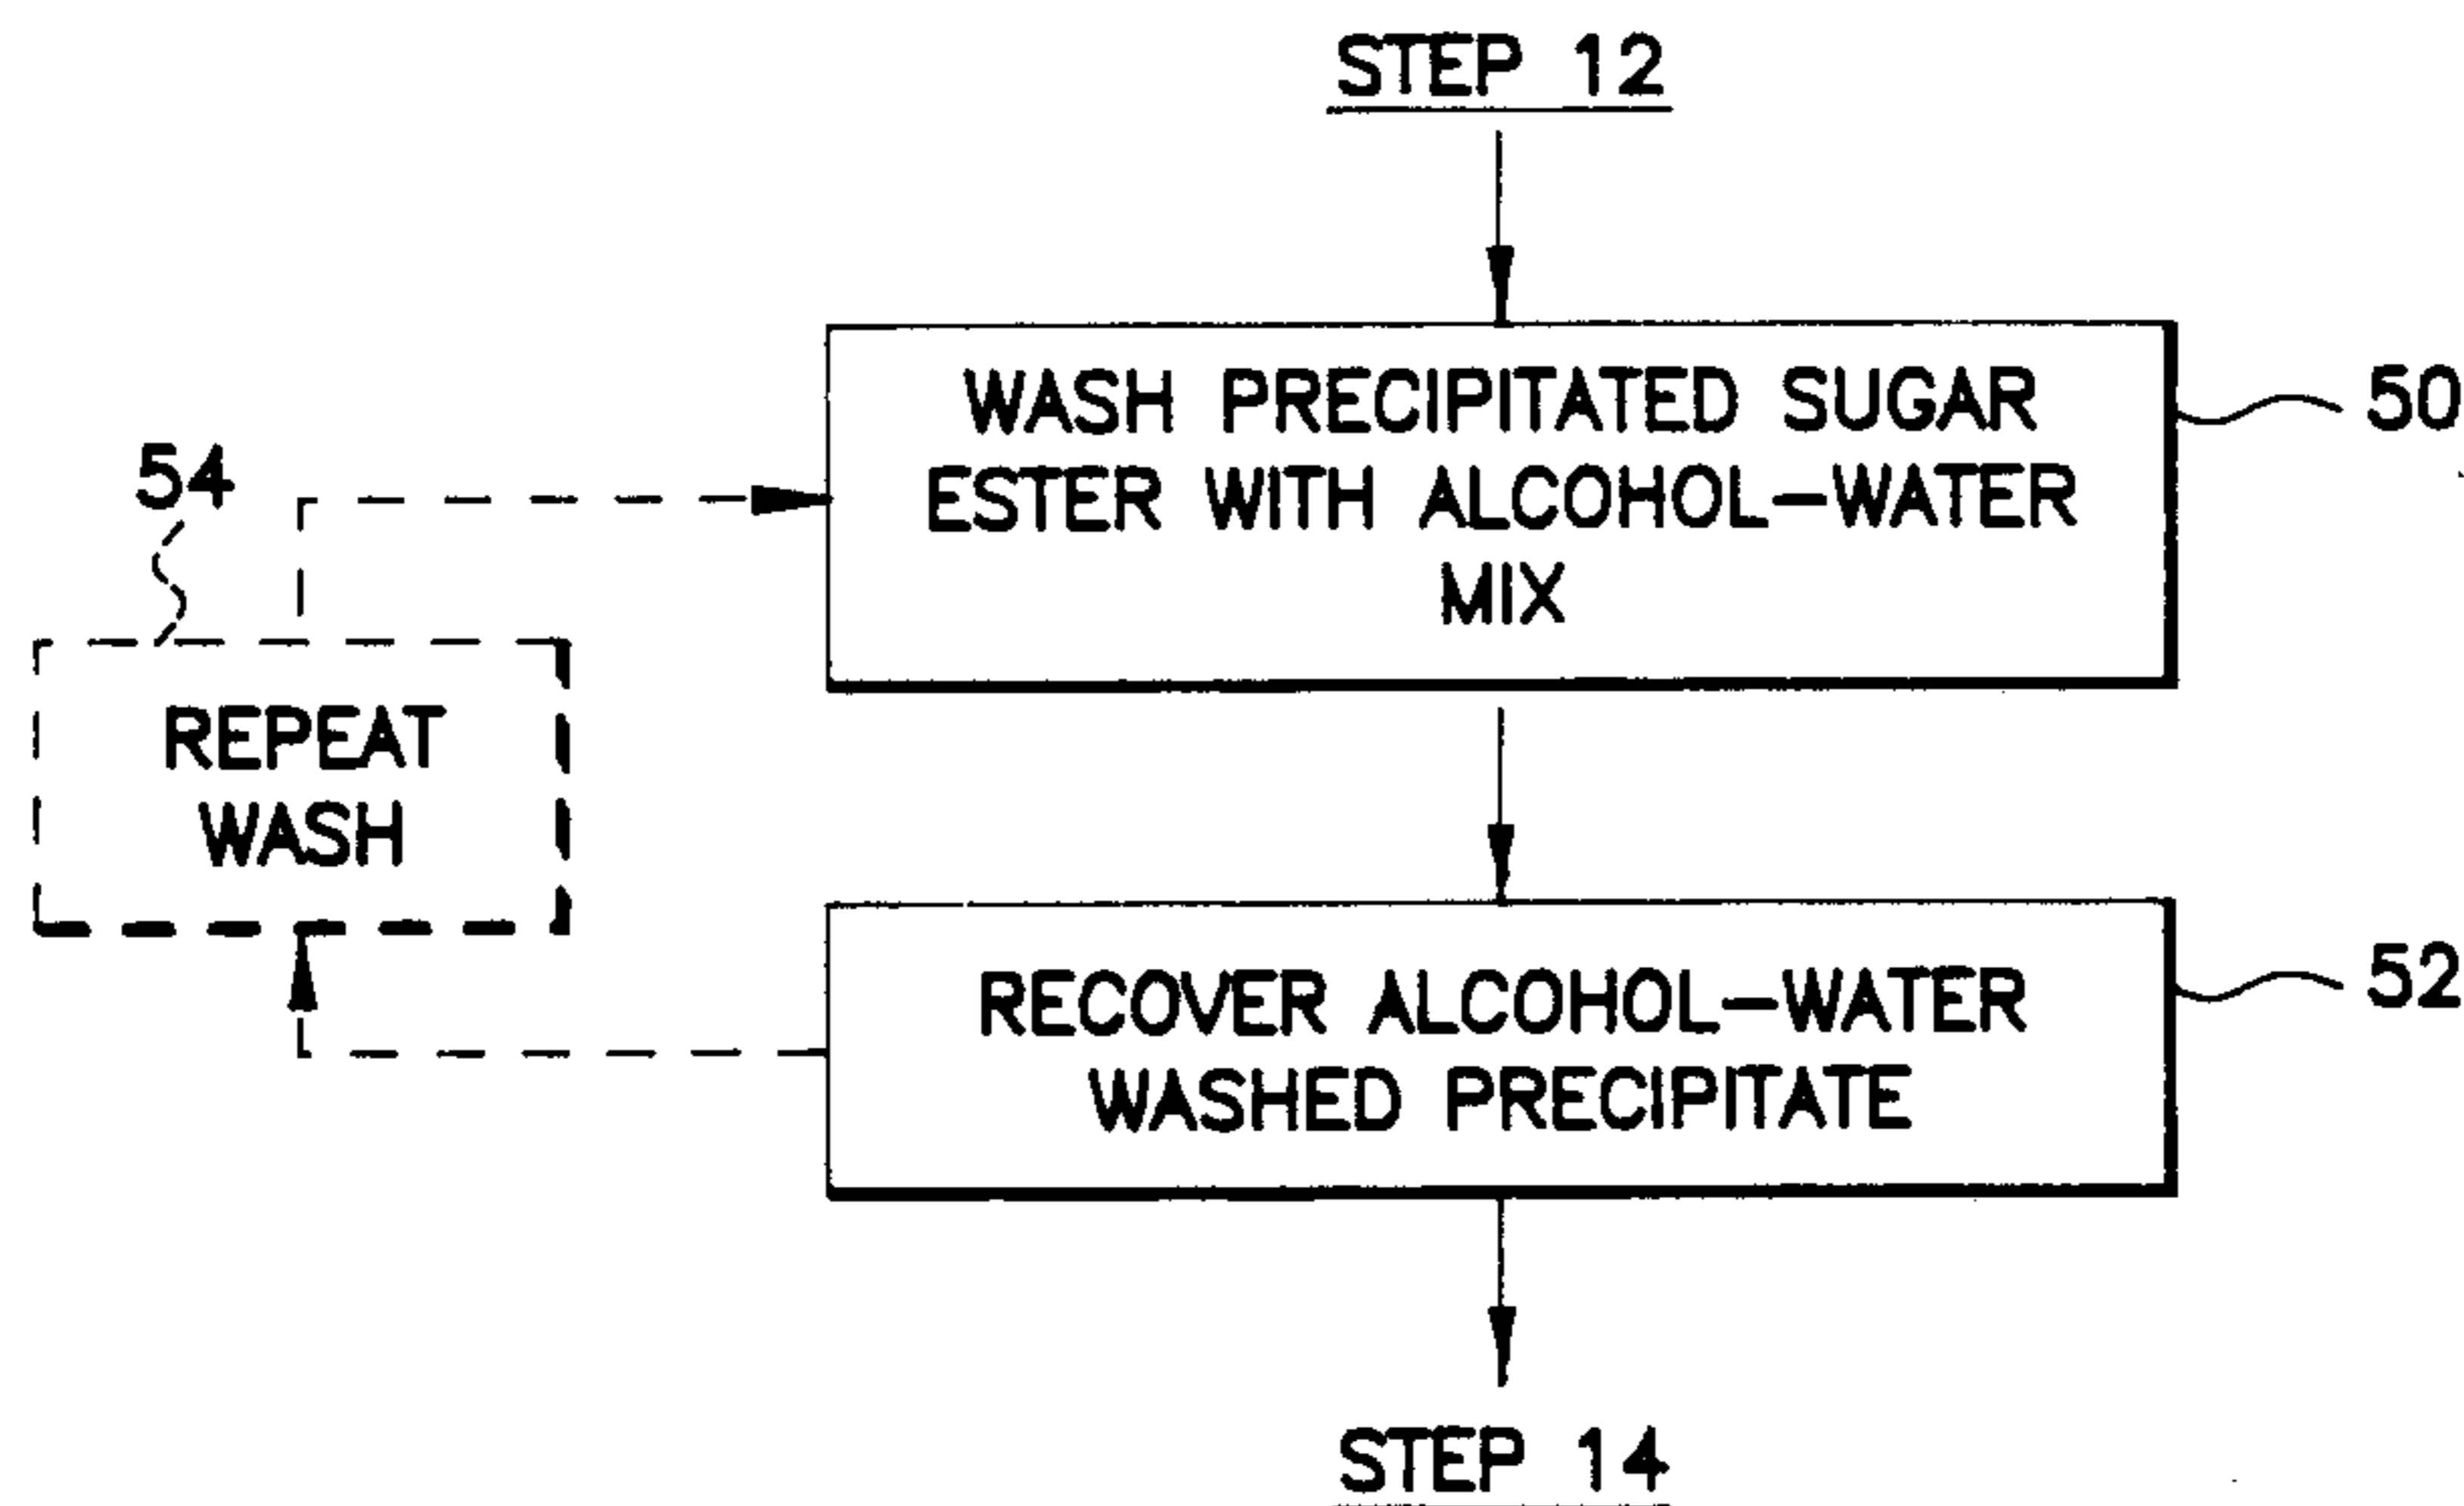 STEP 12
WASH PRECIPITATED SUGAR
ESTER WITH ALCOHOL-WATER
MIX
50
54
REPEAT
WASH
RECOVER ALCOHOL-WATER
WASHED PRECIPITATE
52
STEP 14